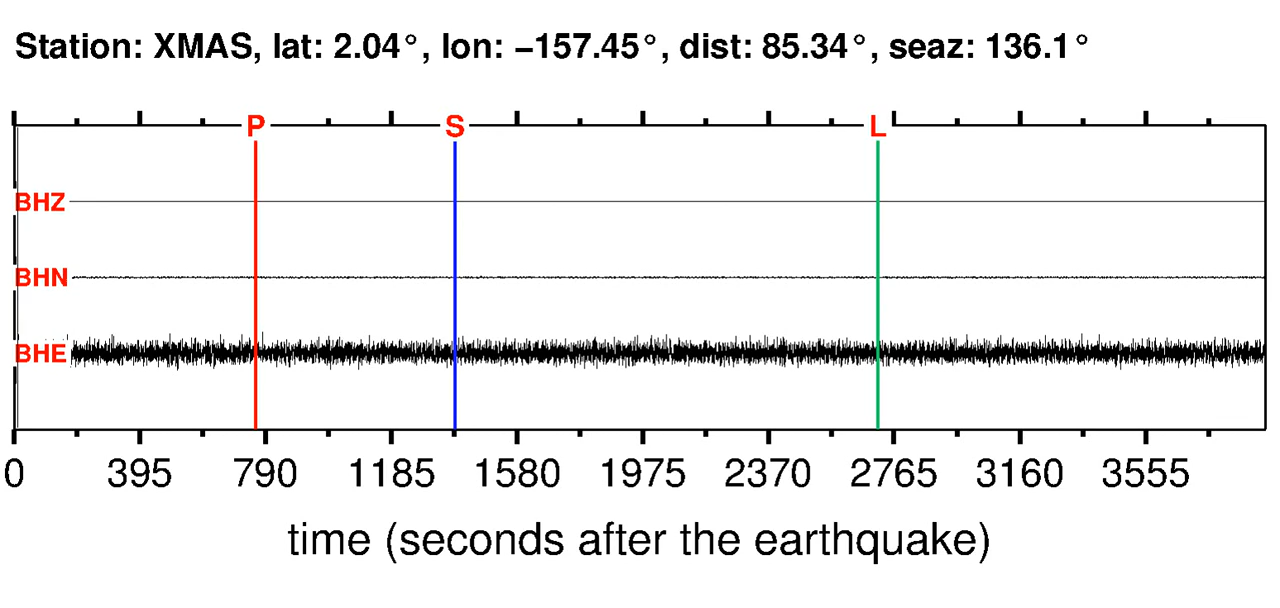 Station: XMAS, lat: 2.04°, lon: −157.45°, dist: 85.34°, seaz: 136.1°
P S L
BHZ
BHN
BHE
0 395 790 1185 1580 1975 2370 2765 3160 3555
time (seconds after the earthquake)